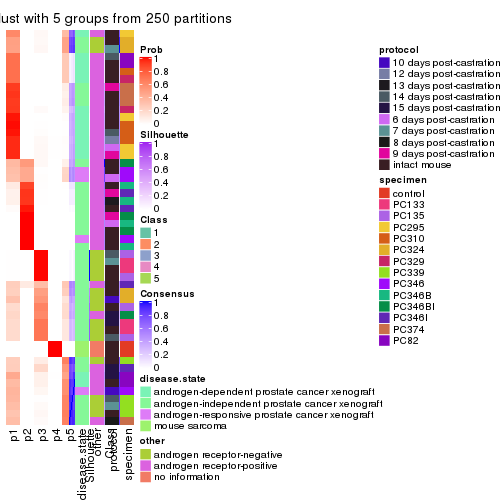 lust with 5 groups from 250 partitions
Prob
1
0.8
0.6
0.4
0.2
0
Silhouette
1
0.8
0.6
0.4
0.2
0
Class
1
2
3
4
5
Consensus
1
0.8
0.6
0.4
0.2
0
disease.state
androgen-dependent prostate cancer xenograft
androgen-independent prostate cancer xenograft
androgen-responsive prostate cancer xenograft
mouse sarcoma
other
androgen receptor-negative
androgen receptor-positive
no information
protocol
10 days post-castration
12 days post-castration
13 days post-castration
14 days post-castration
15 days post-castration
6 days post-castration
7 days post-castration
8 days post-castration
9 days post-castration
intact mouse
specimen
control
PC133
PC135
PC295
PC310
PC324
PC329
PC339
PC346
PC346B
PC346BI
PC346I
PC374
PC82
p1
p2
p3
p4
p5
disease.state
Silhouette
other
Class
protocol
specimen